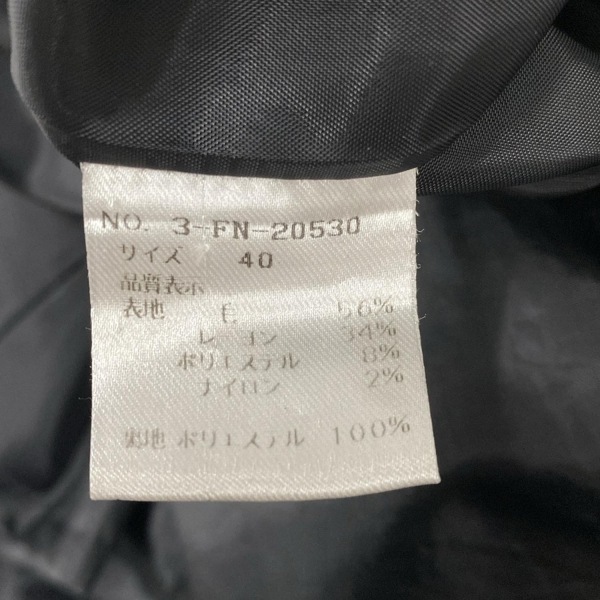 NO. 3-FN-20530
サイズ 40
品質表示
表地 毛 56%
レーヨン 34%
ポリエステル 8%
ナイロン 2%
裏地 ポリエステル 100%